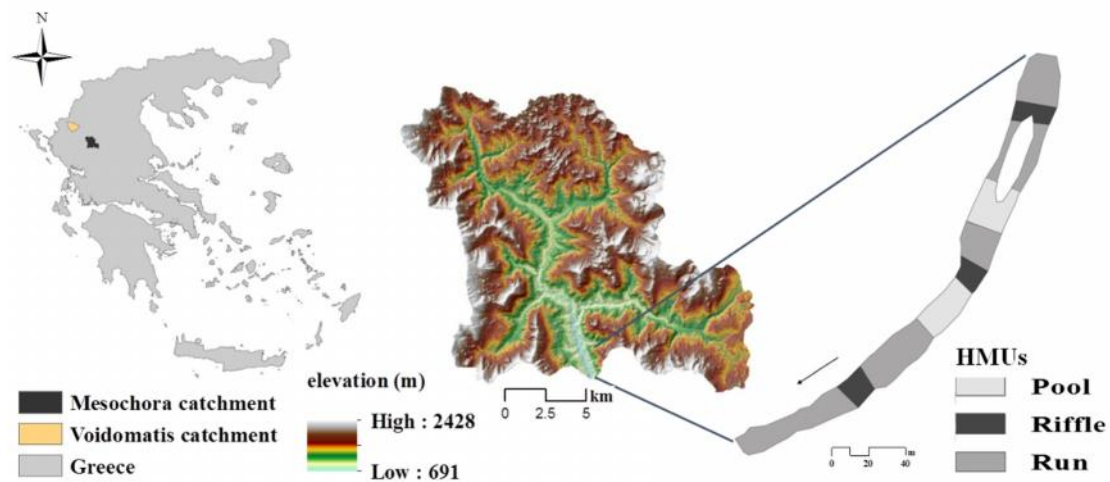 N
Mesochora catchment
Voidomatis catchment
Greece
elevation (m)
High : 2428
Low : 691
km
0 2.5 5
HMUs
Pool
Riffle
Run
0 10 20 40
m